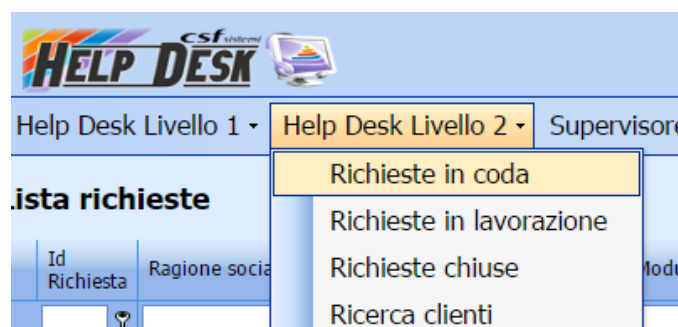 csf sistemi
HELP DESK
Help Desk Livello 1 Help Desk Livello 2 Supervisore
Lista richieste
Richieste in coda
Richieste in lavorazione
Richieste chiuse
Ricerca clienti
Id
Richiesta
Ragione socia
Modu